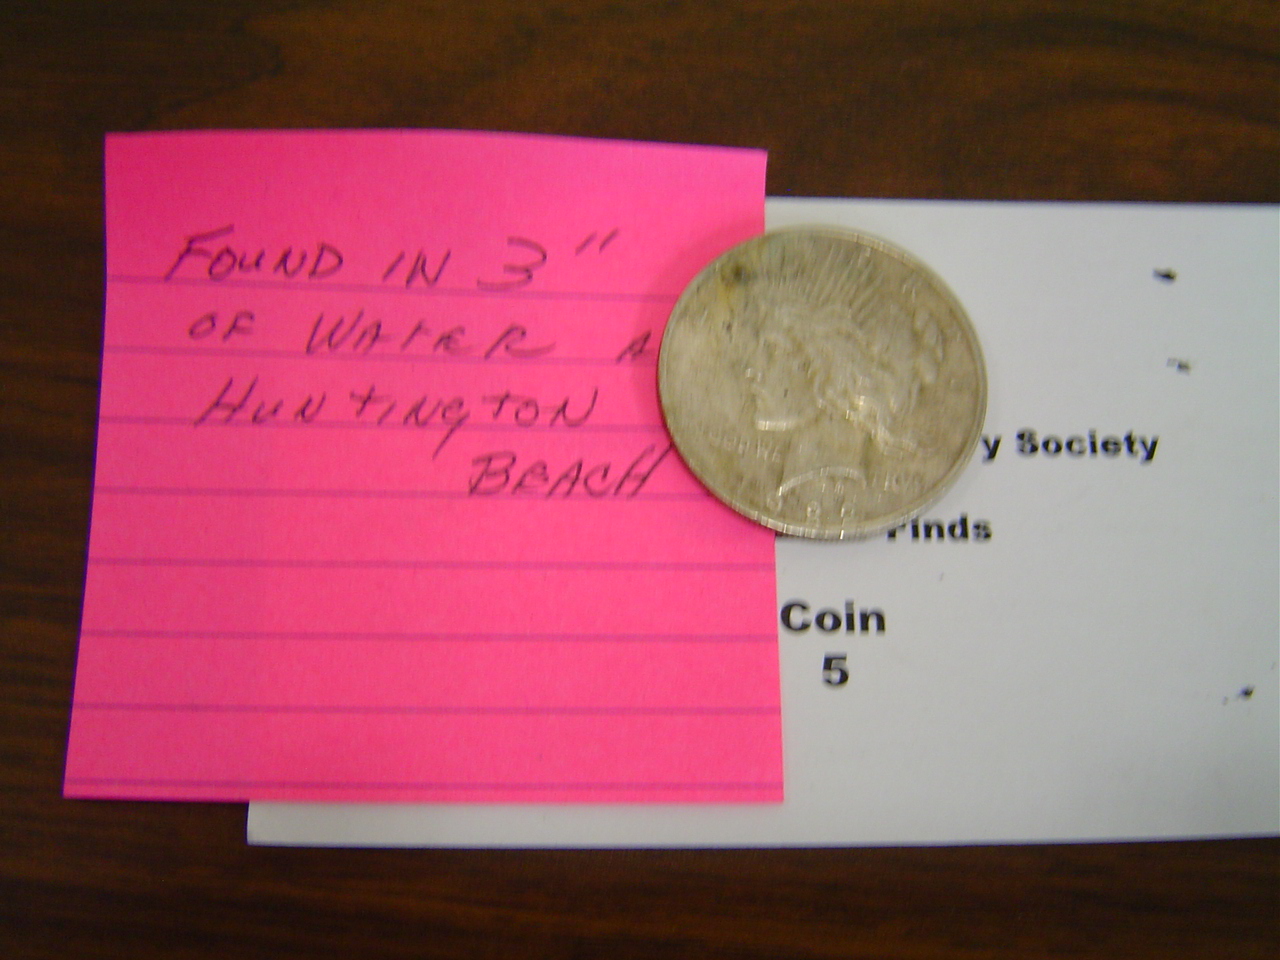 FOUND IN 3"
OF WATER A
HUNTINGTON
BEACH
y Society
Finds
Coin
5